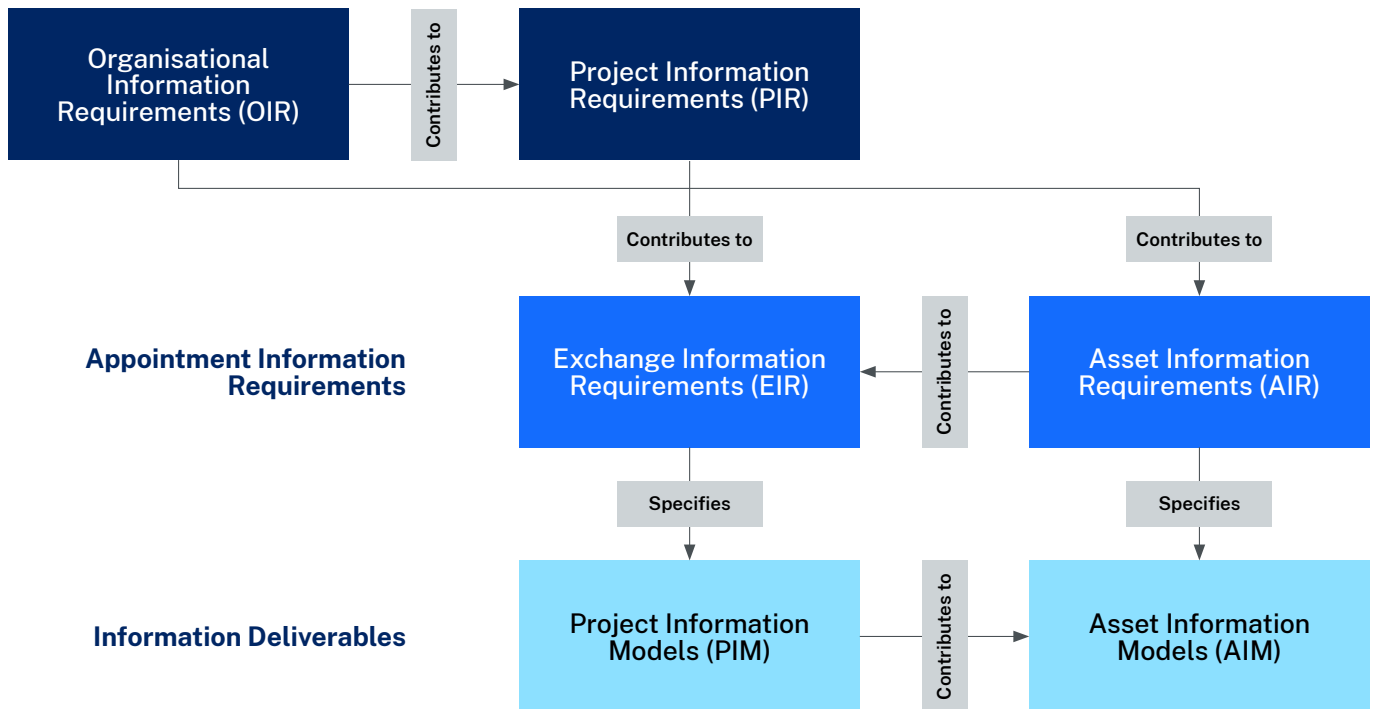 Organisational
Information
Requirements (OIR)
Contributes to
Project Information
Requirements (PIR)
Contributes to
Contributes to
Appointment Information
Requirements
Exchange Information
Requirements (EIR)
Contributes to
Asset Information
Requirements (AIR)
Specifies
Specifies
Information Deliverables
Project Information
Models (PIM)
Contributes to
Asset Information
Models (AIM)